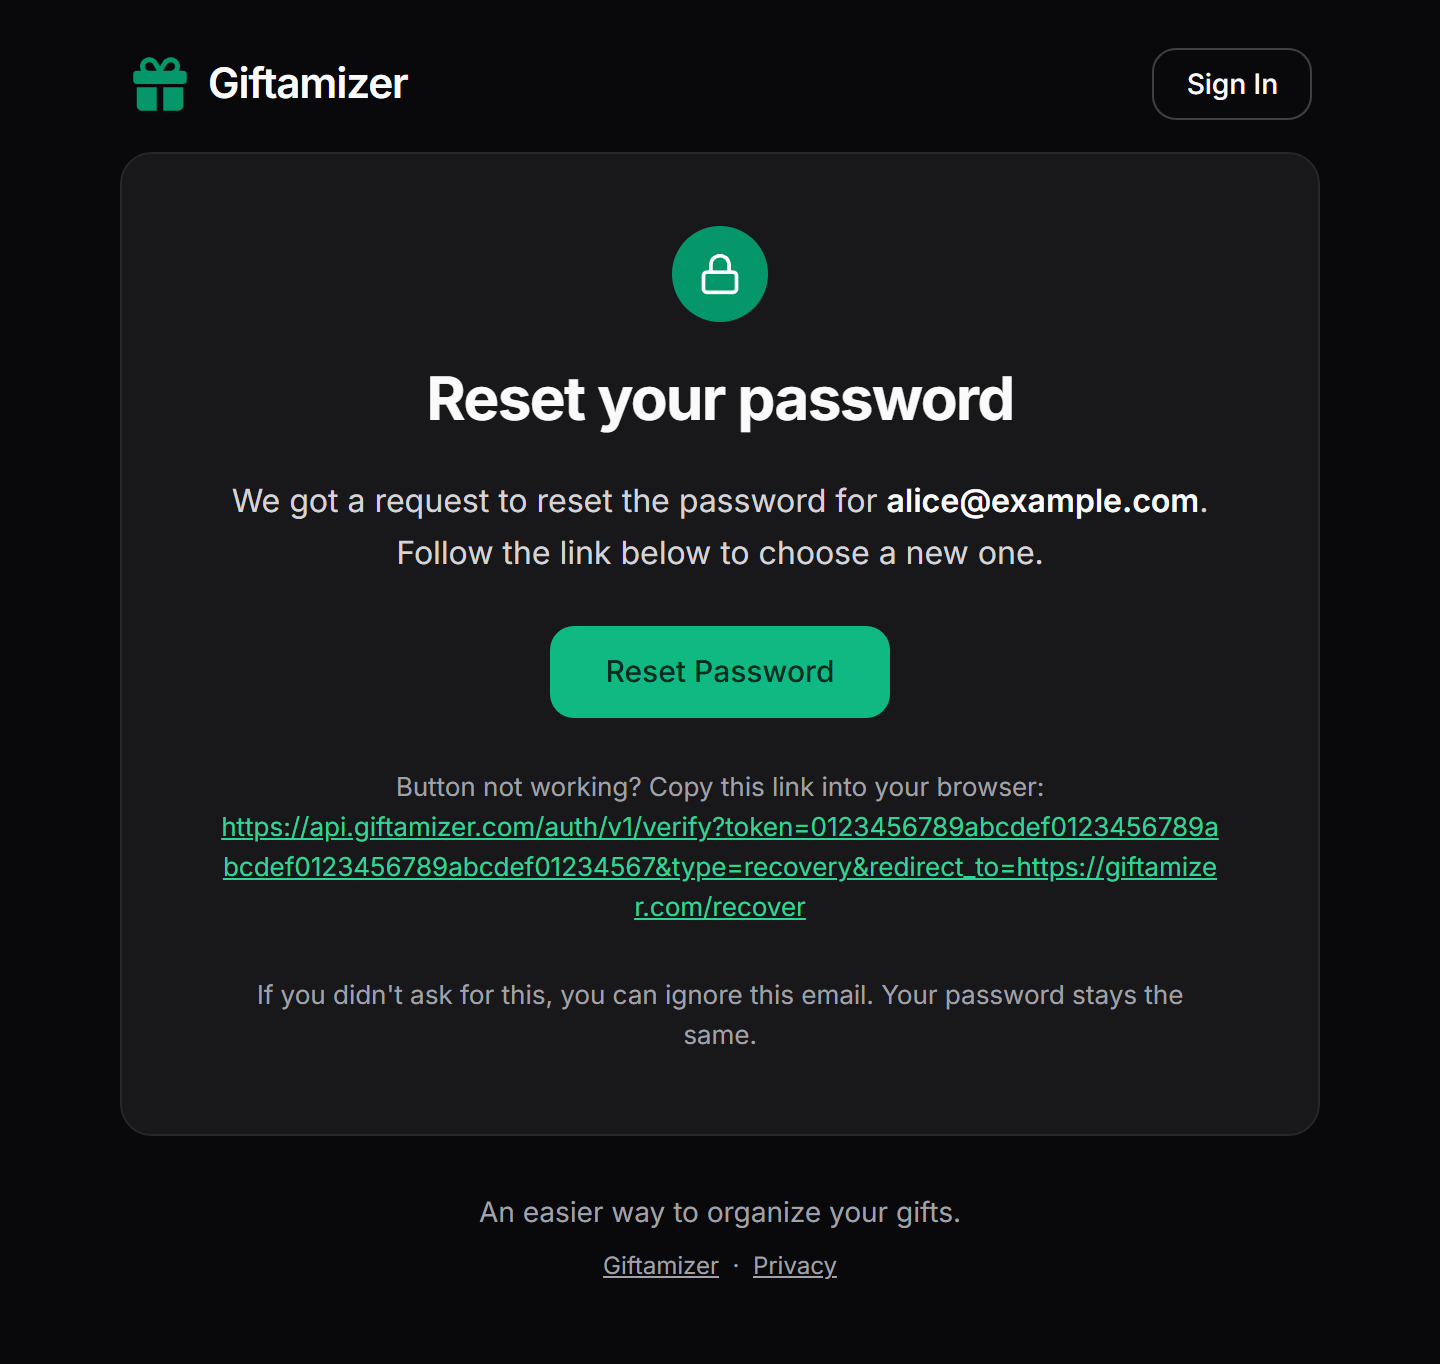 Giftamizer
Sign In
Reset your password
We got a request to reset the password for alice@example.com.
Follow the link below to choose a new one.
Reset Password
Button not working? Copy this link into your browser:
https://api.giftamizer.com/auth/v1/verify?token=0123456789abcdef0123456789a
bcdef0123456789abcdef01234567&type=recovery&redirect_to=https://giftamize
r.com/recover
If you didn't ask for this, you can ignore this email. Your password stays the
same.
An easier way to organize your gifts.
Giftamizer · Privacy